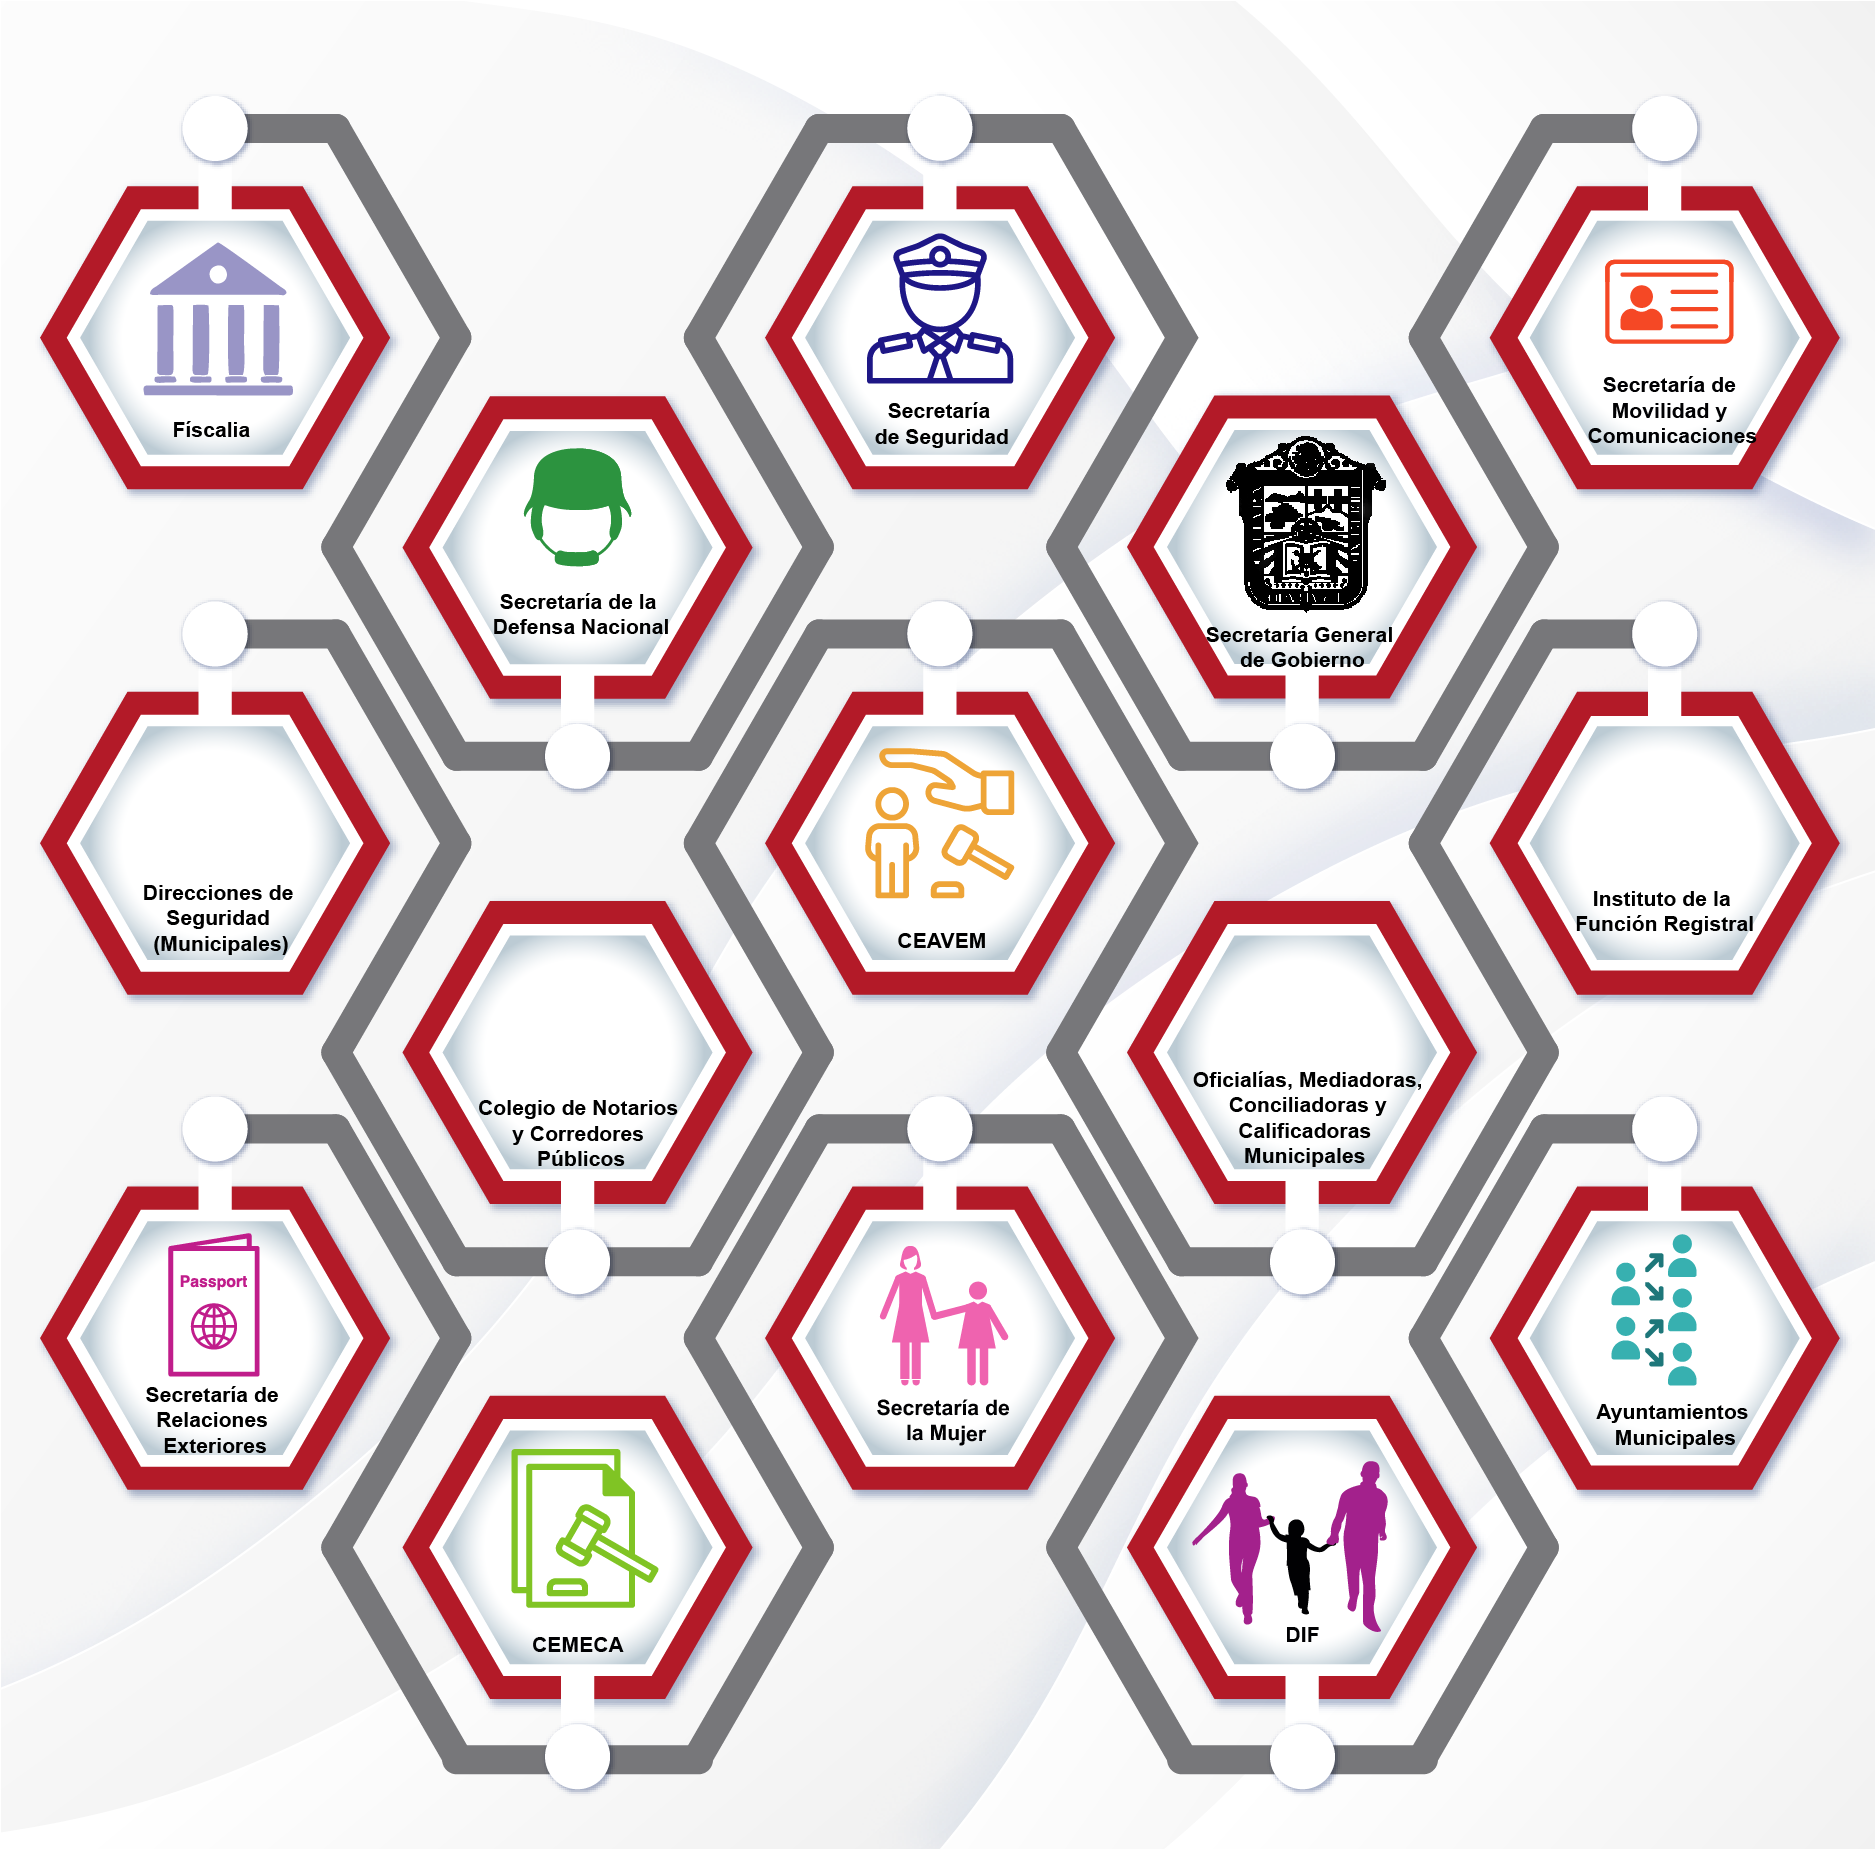 Físcalia
Secretaría
de Seguridad
Secretaría de
Movilidad y
Comunicaciones
Secretaría de la
Defensa Nacional
Secretaría General
de Gobierno
Direcciones de
Seguridad
(Municipales)
CEAVEM
Instituto de la
Función Registral
Colegio de Notarios
y Corredores
Públicos
Oficialías, Mediadoras,
Conciliadoras y
Calificadoras
Municipales
Passport
Secretaría de
Relaciones
Exteriores
Secretaría de
la Mujer
Ayuntamientos
Municipales
CEMECA
DIF